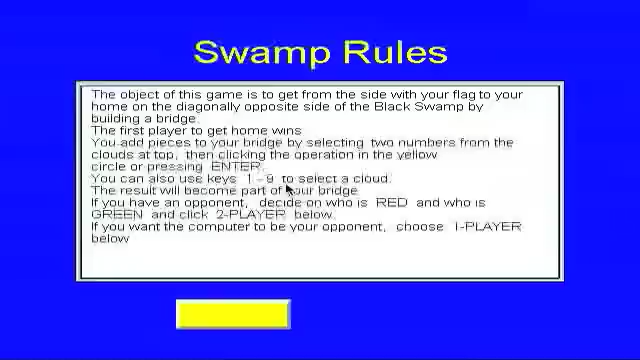 Swamp Rules
The object of this game is to get from the side with your flag to your
home on the diagonally opposite side of the Black Swamp by
building a bridge.
The first player to get home wins
You add pieces to your bridge by selecting two numbers from the
clouds at top, then clicking the operation in the yellow
circle or pressing ENTER.
You can also use keys 1-9 to select a cloud.
The result will become part of your bridge
If you have an opponent, decide on who is RED and who is
GREEN and click 2-PLAYER below.
If you want the computer to be your opponent, choose 1-PLAYER
below